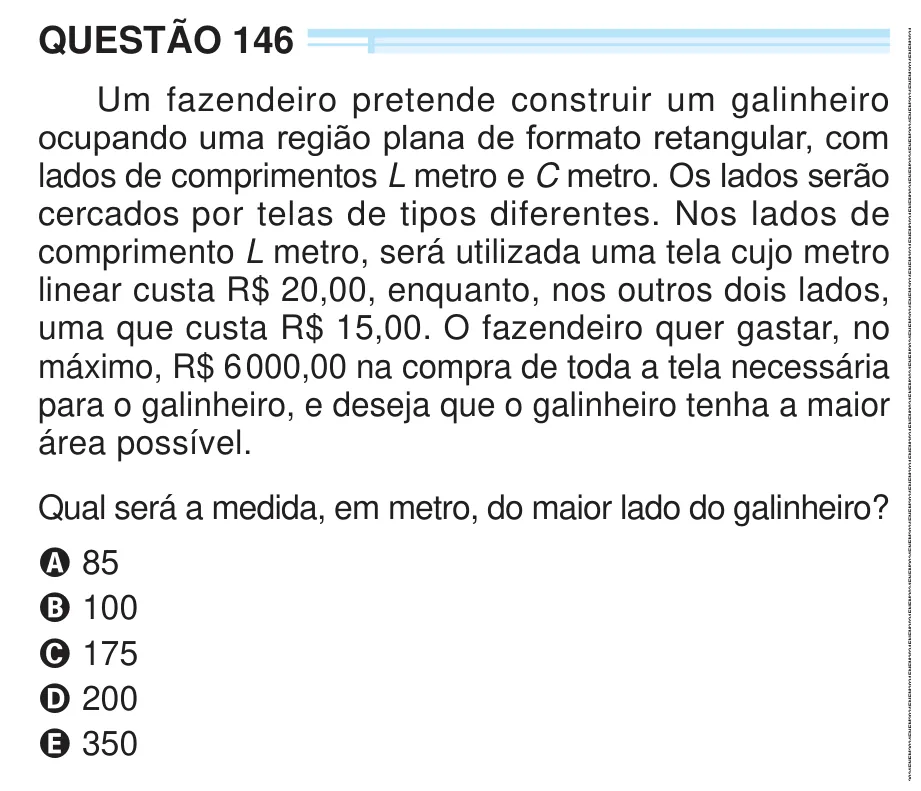 QUESTÃO 146
Um fazendeiro pretende construir um galinheiro
ocupando uma região plana de formato retangular, com
lados de comprimentos L metro e C metro. Os lados serão
cercados por telas de tipos diferentes. Nos lados de
comprimento L metro, será utilizada uma tela cujo metro
linear custa R$ 20,00, enquanto, nos outros dois lados,
uma que custa R$ 15,00. O fazendeiro quer gastar, no
máximo, R$ 6 000,00 na compra de toda a tela necessária
para o galinheiro, e deseja que o galinheiro tenha a maior
área possível.
Qual será a medida, em metro, do maior lado do galinheiro?
A 85
B 100
C 175
D 200
E 350